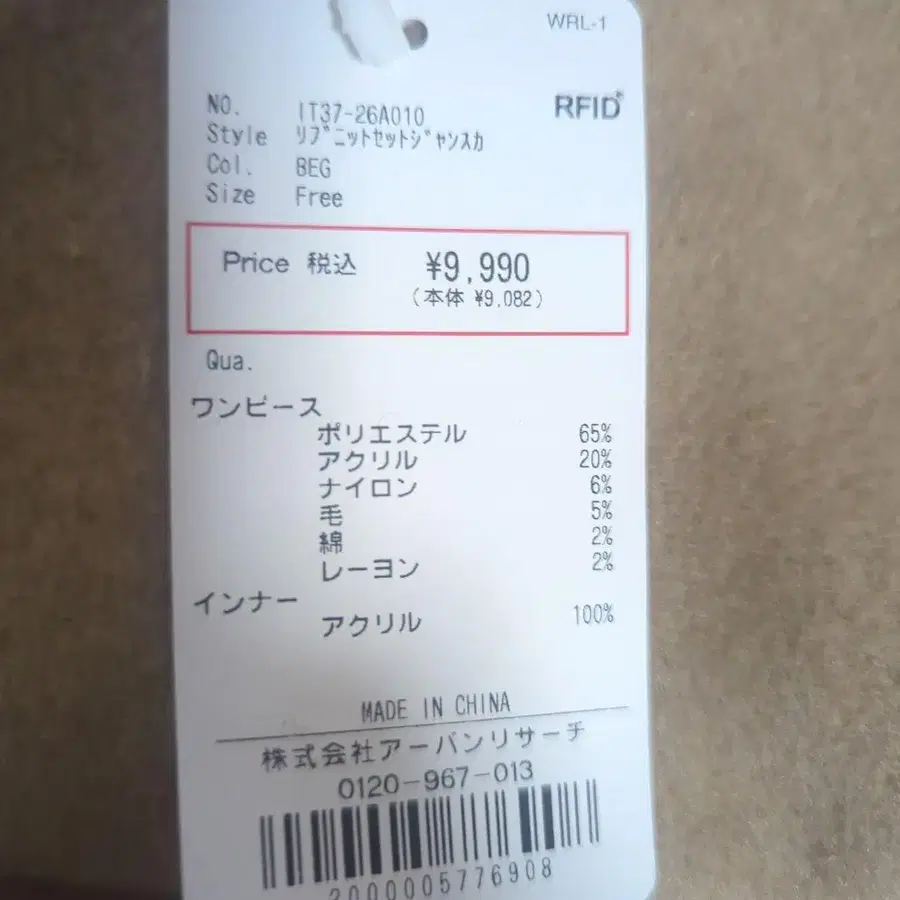 WRL-1
RFID
NO. IT37-26A010
Style ﾘﾌﾞﾆｯﾄｾｯﾄｼﾞｬﾝｽｶ
Col. BEG
Size Free
Price 税込 ¥9,990
(本体 ¥9.082)
Qua.
ワンピース
ポリエステル 65%
アクリル 20%
ナイロン 6%
毛 5%
綿 2%
レーヨン 2%
インナー
アクリル 100%
MADE IN CHINA
株式会社アーバンリサーチ
0120-967-013
2000005776908